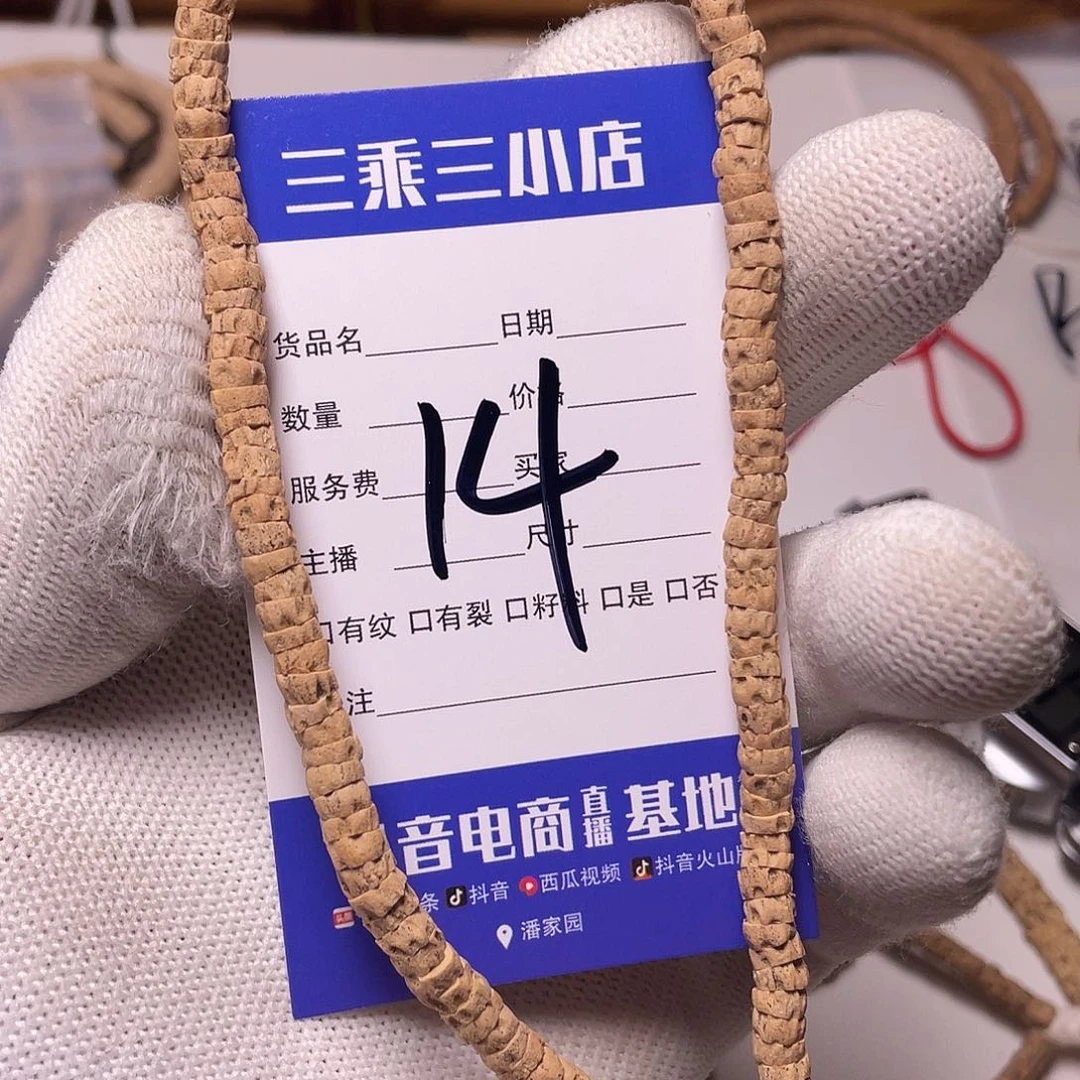 三乘三小店
货品名 日期
数量 价
14
服务费 买家
主播 尺寸
口有纹 口有裂 口籽料 口是 口否
注
音电商直播基地
条 抖音 西瓜视频 抖音火山
潘家园